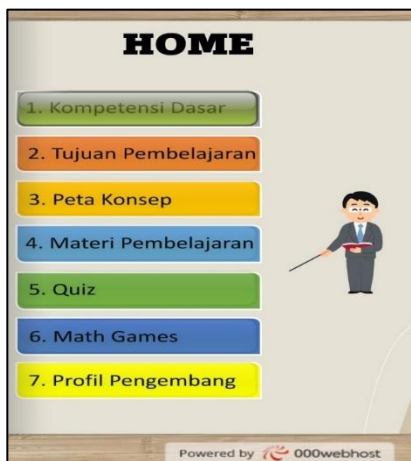 HOME
1. Kompetensi Dasar
2. Tujuan Pembelajaran
3. Peta Konsep
4. Materi Pembelajaran
5. Quiz
6. Math Games
7. Profil Pengembang
Powered by 000webhost